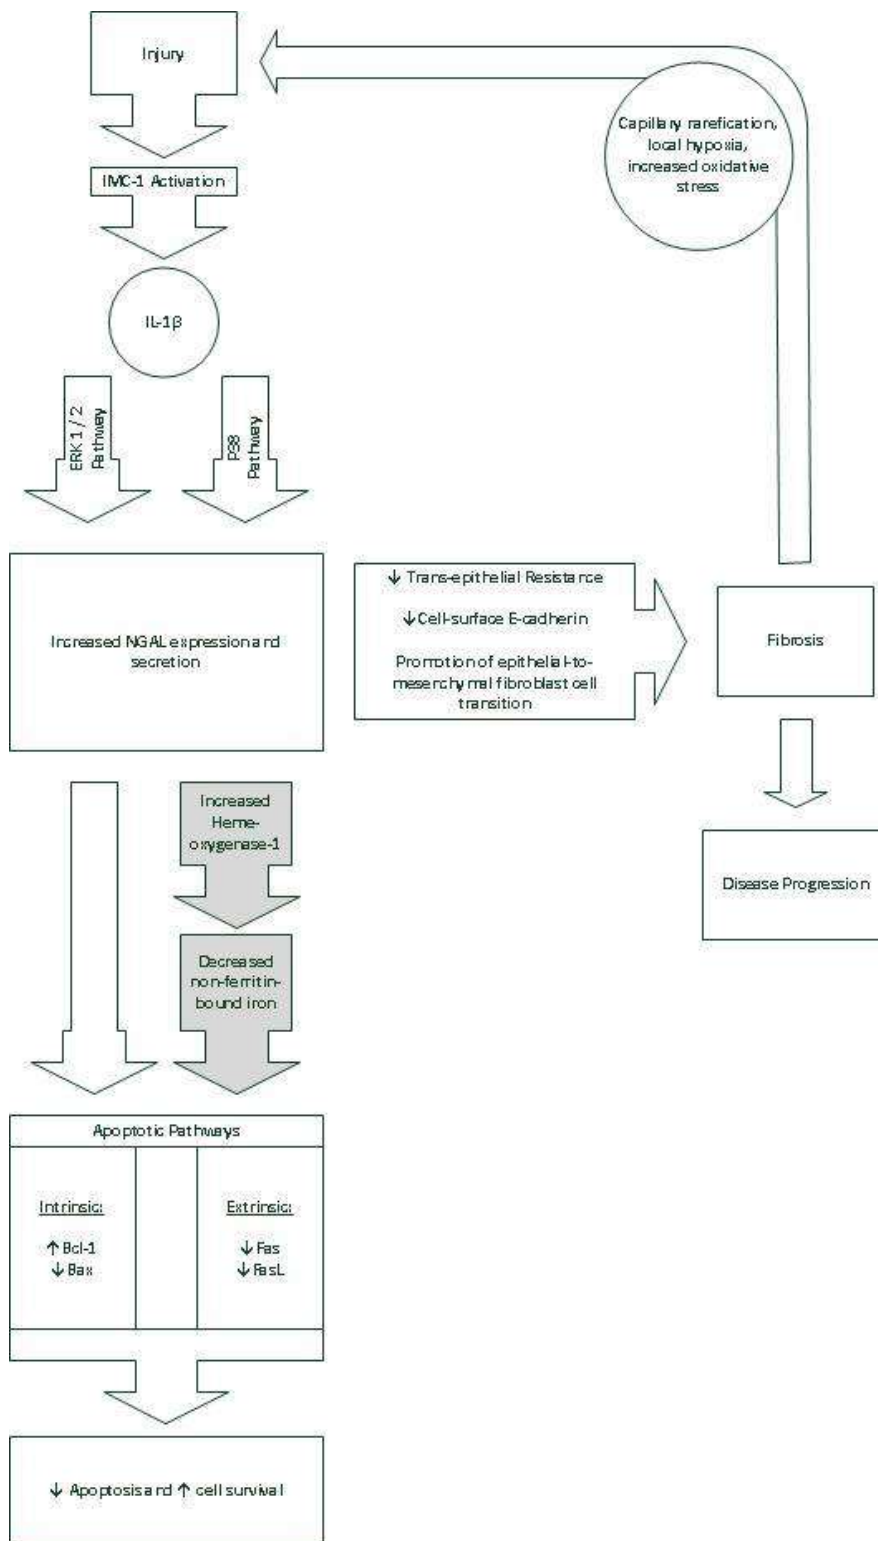 Injury
Capillary rarefication,
local hypoxia,
increased oxidative
stress
IMC-1 Activation
IL-1β
ERK 1 / 2
Pathway
P38
Pathway
Increased NGAL expression and
secretion
↓ Trans-epithelial Resistance
↓ Cell-surface E-cadherin
Promotion of epithelial-to-
mesenchymal fibroblast cell
transition
Fibrosis
Disease Progression
Increased
Heme-
oxygenase-1
Decreased
non-ferritin-
bound iron
Apoptotic Pathways
Intrinsic:
↑ Bcl-1
↓ Bax
Extrinsic:
↓ Fas
↓ FasL
↓ Apoptosis and ↑ cell survival